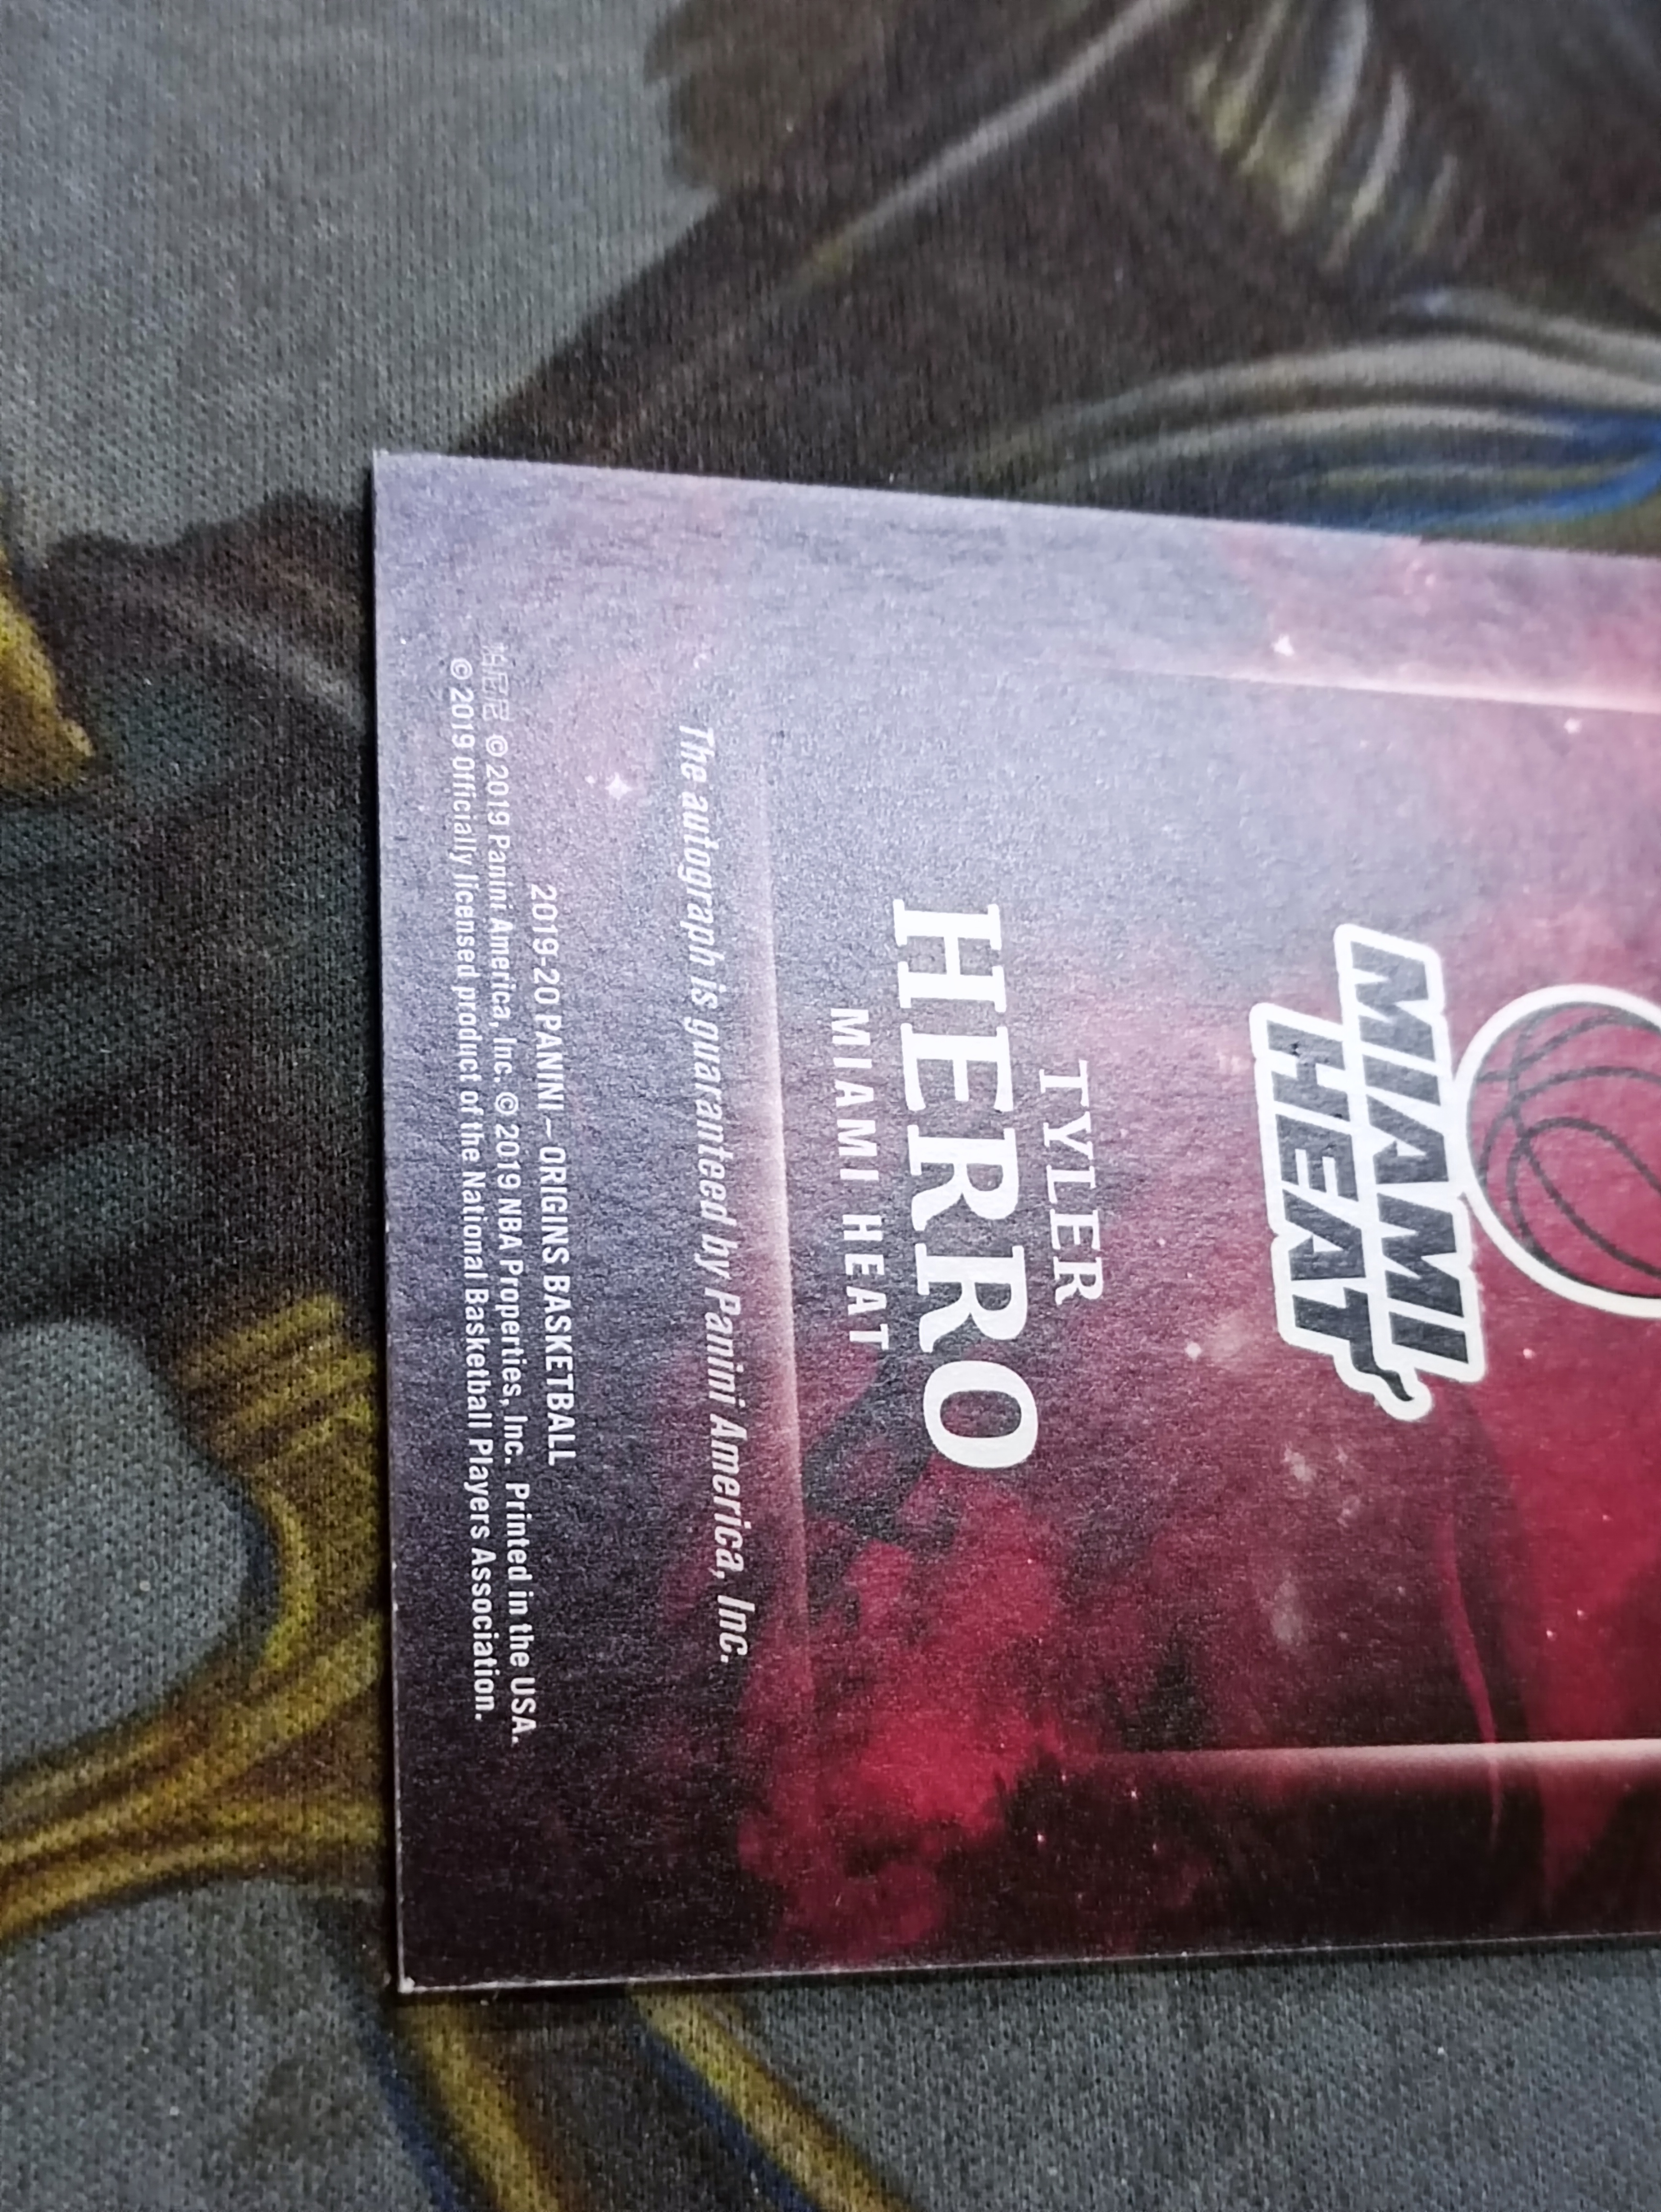 MIAMI
HEAT
TYLER
HERRO
MIAMI HEAT
The autograph is guaranteed by Panini America, Inc.
2019-20 PANINI – ORIGINS BASKETBALL
© 2019 Panini America, Inc. © 2019 NBA Properties, Inc. Printed in the USA.
© 2019 Officially licensed product of the National Basketball Players Association.